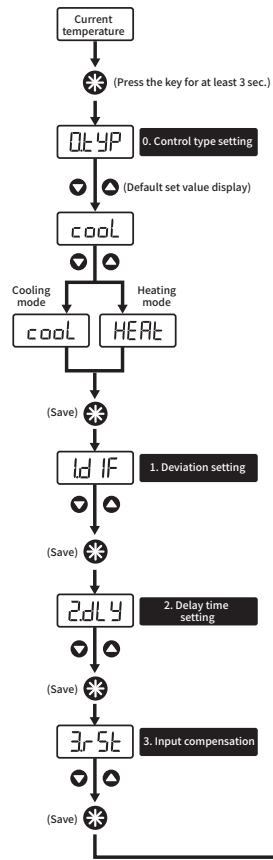 Current
temperature
(Press the key for at least 3 sec.)
0.tYP
0. Control type setting
(Default set value display)
cooL
Cooling
mode
Heating
mode
cooL
HEAt
(Save)
1.dIF
1. Deviation setting
(Save)
2.dLY
2. Delay time
setting
(Save)
3.rSt
3. Input compensation
(Save)